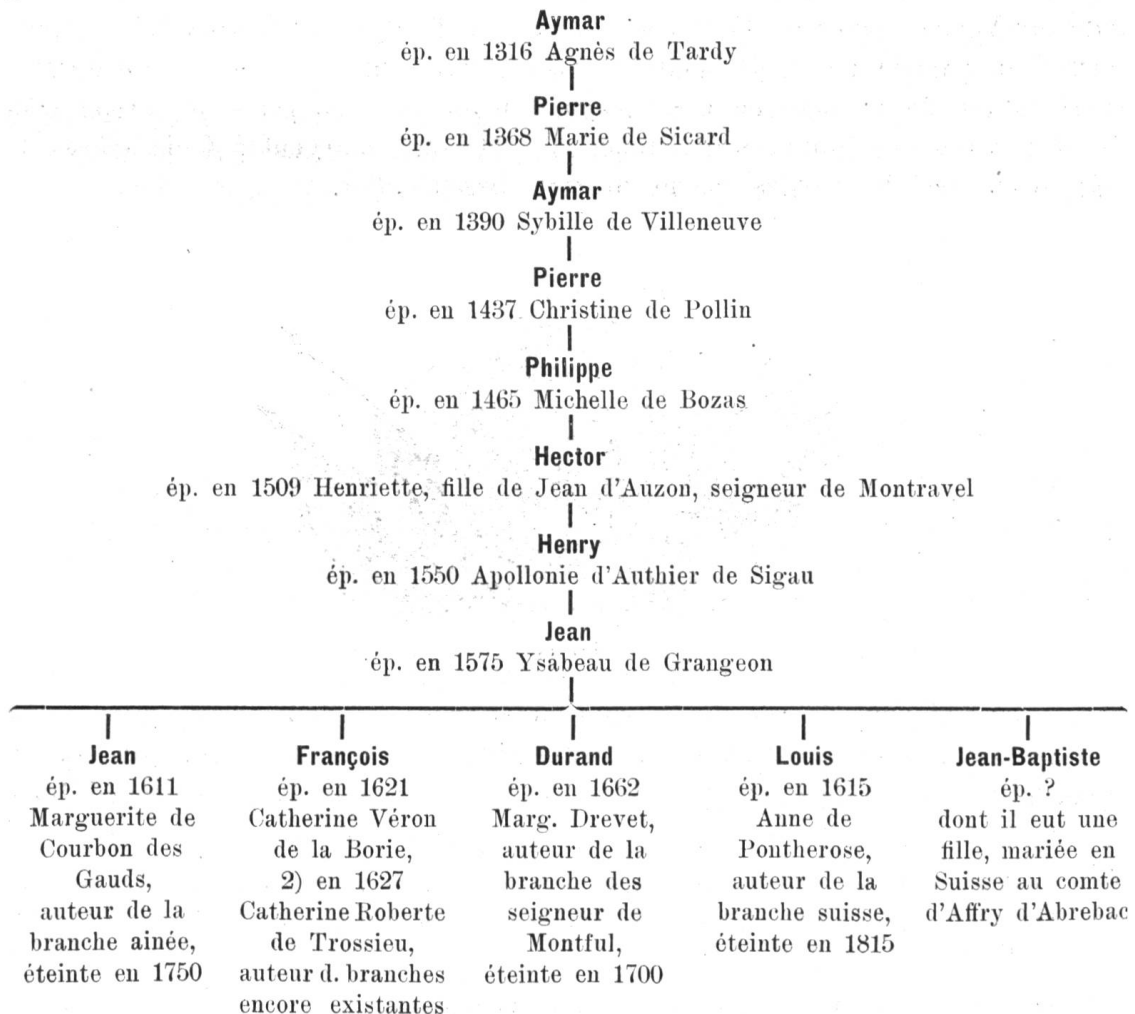 Aymar
ép. en 1316 Agnès de Tardy
Pierre
ép. en 1368 Marie de Sicard
Aymar
ép. en 1390 Sybille de Villeneuve
Pierre
ép. en 1437 Christine de Pollin
Philippe
ép. en 1465 Michelle de Bozas
Hector
ép. en 1509 Henriette, fille de Jean d'Auzon, seigneur de Montravel
Henry
ép. en 1550 Apollonie d'Authier de Sigau
Jean
ép. en 1575 Ysabeau de Grangeon
Jean
ép. en 1611
Marguerite de
Courbon des
Gauds,
auteur de la
branche ainée,
éteinte en 1750
François
ép. en 1621
Catherine Véron
de la Borie,
2) en 1627
Catherine Roberte
de Trossieu,
auteur d. branches
encore existantes
Durand
ép. en 1662
Marg. Drevet,
auteur de la
branche des
seigneur de
Montful,
éteinte en 1700
Louis
ép. en 1615
Anne de
Pontherose,
auteur de la
branche suisse,
éteinte en 1815
Jean-Baptiste
ép. ?
dont il eut une
fille, mariée en
Suisse au comte
d'Affry d'Abrebac